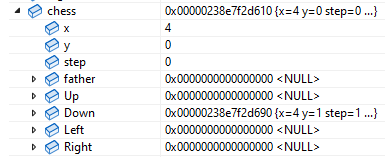 chess 0x00000238e7f2d610 {x=4 y=0 step=0 ...}
x 4
y 0
step 0
father 0x0000000000000000 <NULL>
Up 0x0000000000000000 <NULL>
Down 0x00000238e7f2d690 {x=4 y=1 step=1 ...}
Left 0x0000000000000000 <NULL>
Right 0x0000000000000000 <NULL>